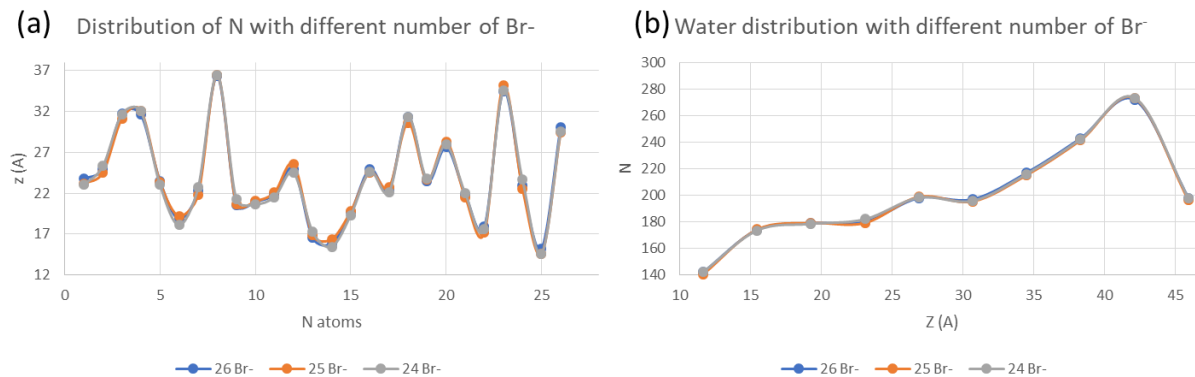 (a) Distribution of N with different number of Br-
37
32
27
22
17
12
z (A)
0 5 10 15 20 25
N atoms
26 Br- 25 Br- 24 Br-
(b) Water distribution with different number of Br⁻
300
280
260
240
220
200
180
160
140
N
10 15 20 25 30 35 40 45
Z (A)
26 Br- 25 Br- 24 Br-